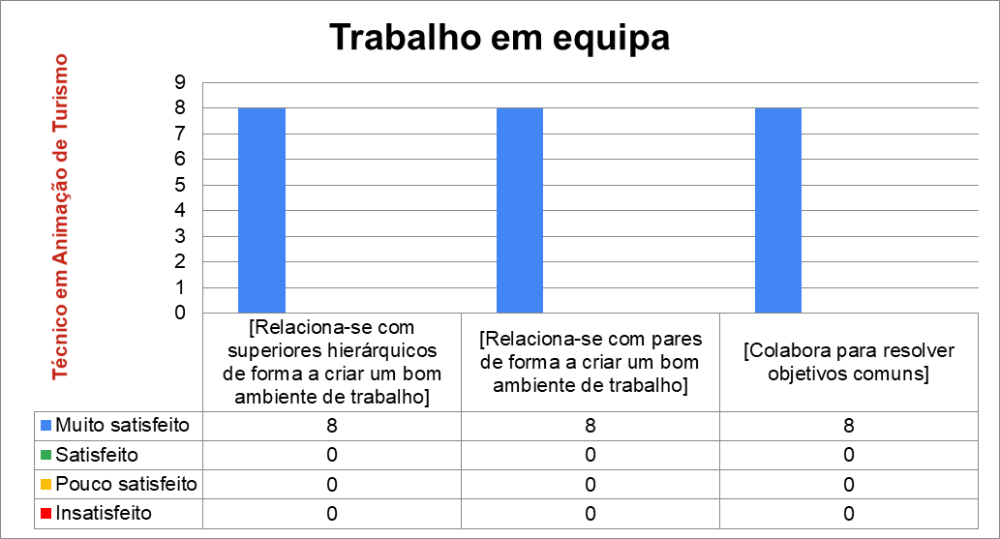 Trabalho em equipa
Técnico em Animação de Turismo
9
8
7
6
5
4
3
2
1
0
[Relaciona-se com
superiores hierárquicos
de forma a criar um bom
ambiente de trabalho]
[Relaciona-se com pares
de forma a criar um bom
ambiente de trabalho]
[Colabora para resolver
objetivos comuns]
Muito satisfeito 8 8 8
Satisfeito 0 0 0
Pouco satisfeito 0 0 0
Insatisfeito 0 0 0